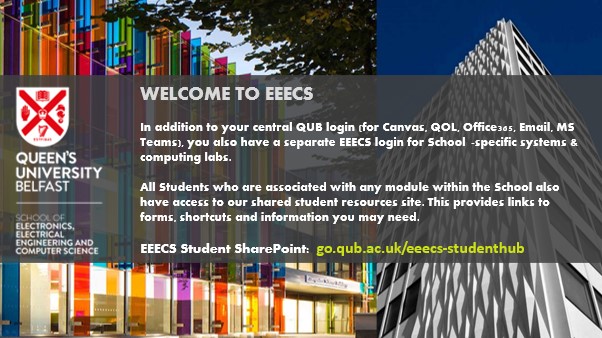 WELCOME TO EEECS
In addition to your central QUB login (for Canvas, QOL, Office365, Email, MS
Teams), you also have a separate EEECS login for School -specific systems &
computing labs.
All Students who are associated with any module within the School also
have access to our shared student resources site. This provides links to
forms, shortcuts and information you may need.
EEECS Student SharePoint: go.qub.ac.uk/eeecs-studenthub
QUEEN'S
UNIVERSITY
BELFAST
SCHOOL OF
ELECTRONICS,
ELECTRICAL
ENGINEERING AND
COMPUTER SCIENCE